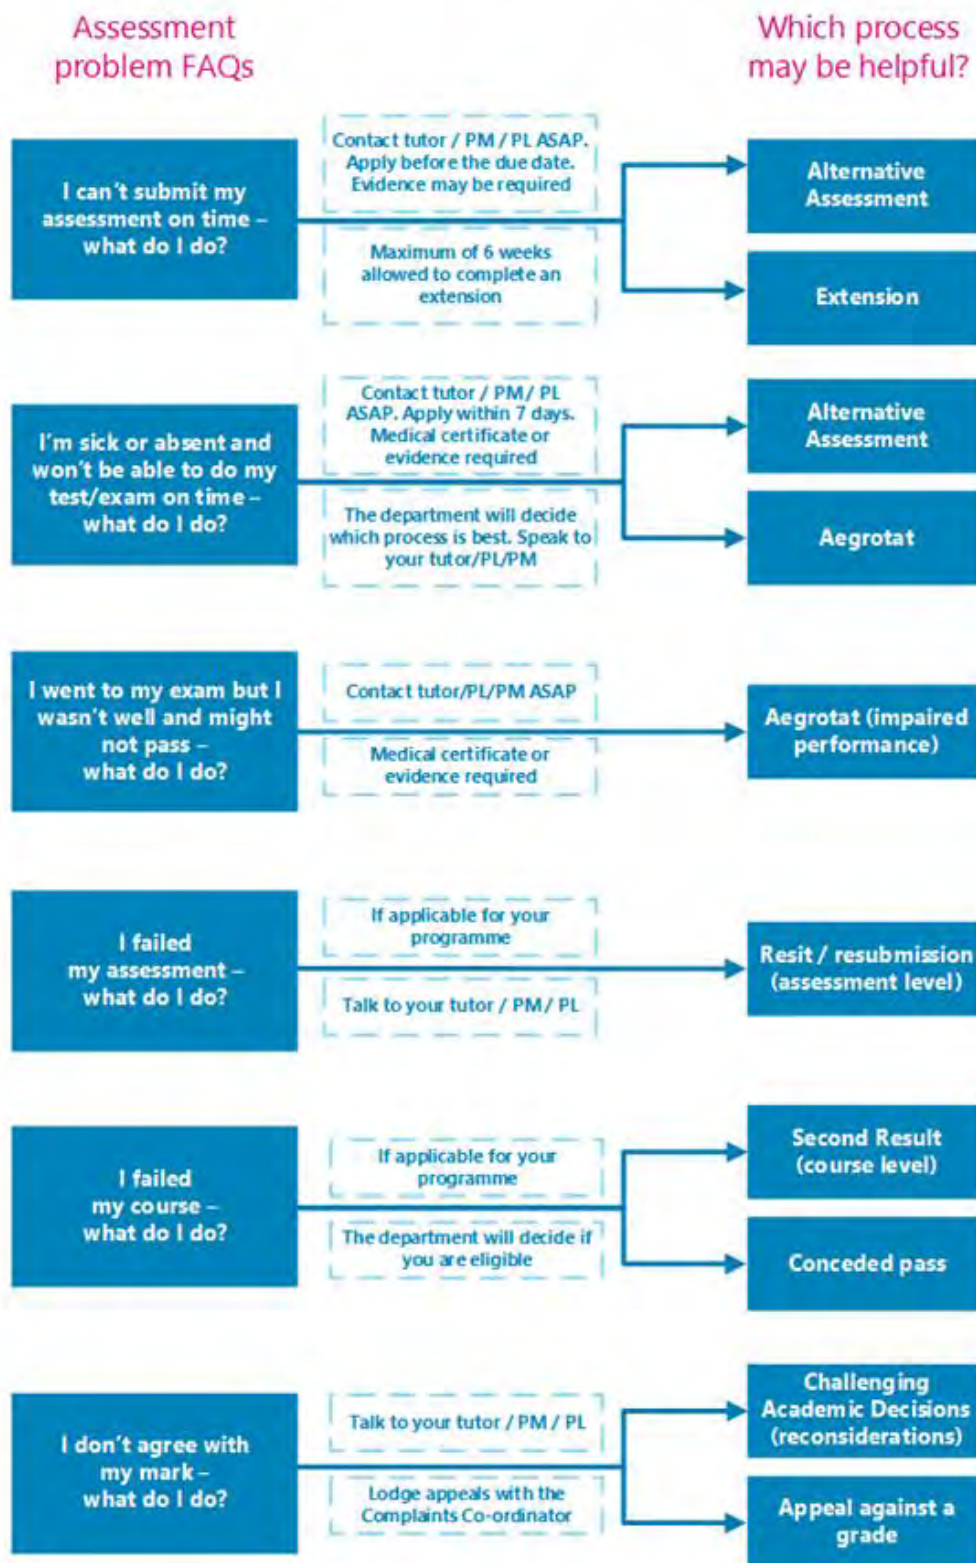 Assessment
problem FAQs
Which process
may be helpful?
I can't submit my
assessment on time –
what do I do?
Contact tutor / PM / PL ASAP.
Apply before the due date.
Evidence may be required
Maximum of 6 weeks
allowed to complete an
extension
Alternative
Assessment
Extension
I'm sick or absent and
won't be able to do my
test/exam on time –
what do I do?
Contact tutor / PM / PL
ASAP. Apply within 7 days.
Medical certificate or
evidence required
The department will decide
which process is best. Speak to
your tutor/PL/PM
Alternative
Assessment
Aegrotat
I went to my exam but I
wasn't well and might
not pass –
what do I do?
Contact tutor/PL/PM ASAP
Medical certificate or
evidence required
Aegrotat (impaired
performance)
I failed
my assessment –
what do I do?
If applicable for your
programme
Talk to your tutor / PM / PL
Resit / resubmission
(assessment level)
I failed
my course –
what do I do?
If applicable for your
programme
The department will decide if
you are eligible
Second Result
(course level)
Conceded pass
I don't agree with
my mark –
what do I do?
Talk to your tutor / PM / PL
Lodge appeals with the
Complaints Co-ordinator
Challenging
Academic Decisions
(reconsiderations)
Appeal against a
grade